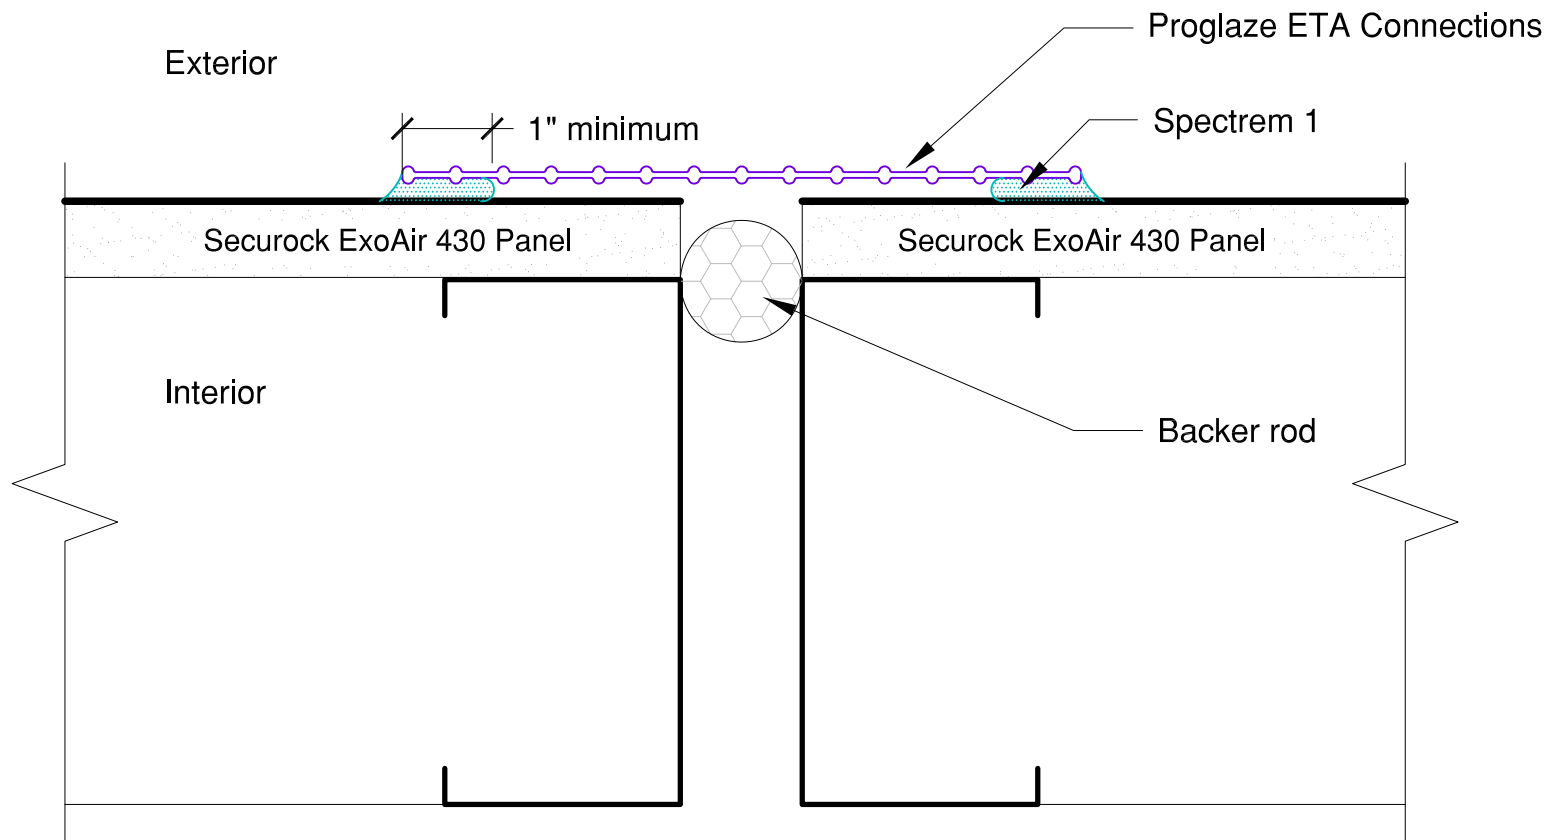 Proglaze ETA Connections
Exterior
Spectrem 1
1" minimum
Securock ExoAir 430 Panel
Securock ExoAir 430 Panel
Interior
Backer rod